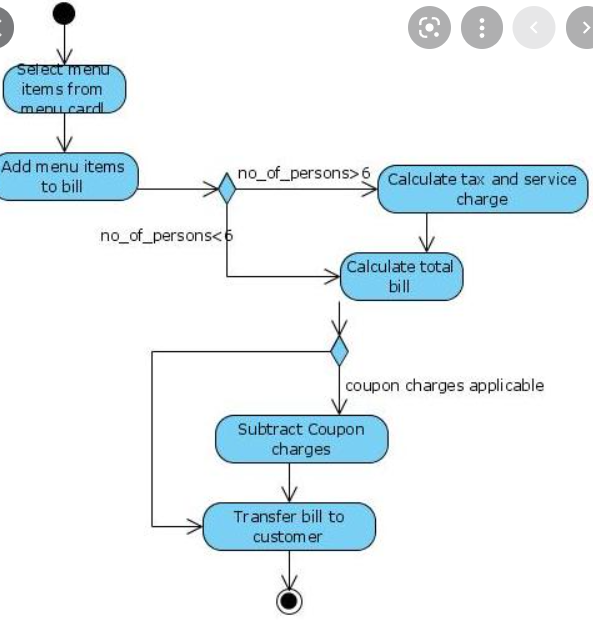 Select menu
items from
menu card
Add menu items
to bill
no_of_persons>6
Calculate tax and service
charge
no_of_persons<6
Calculate total
bill
coupon charges applicable
Subtract Coupon
charges
Transfer bill to
customer